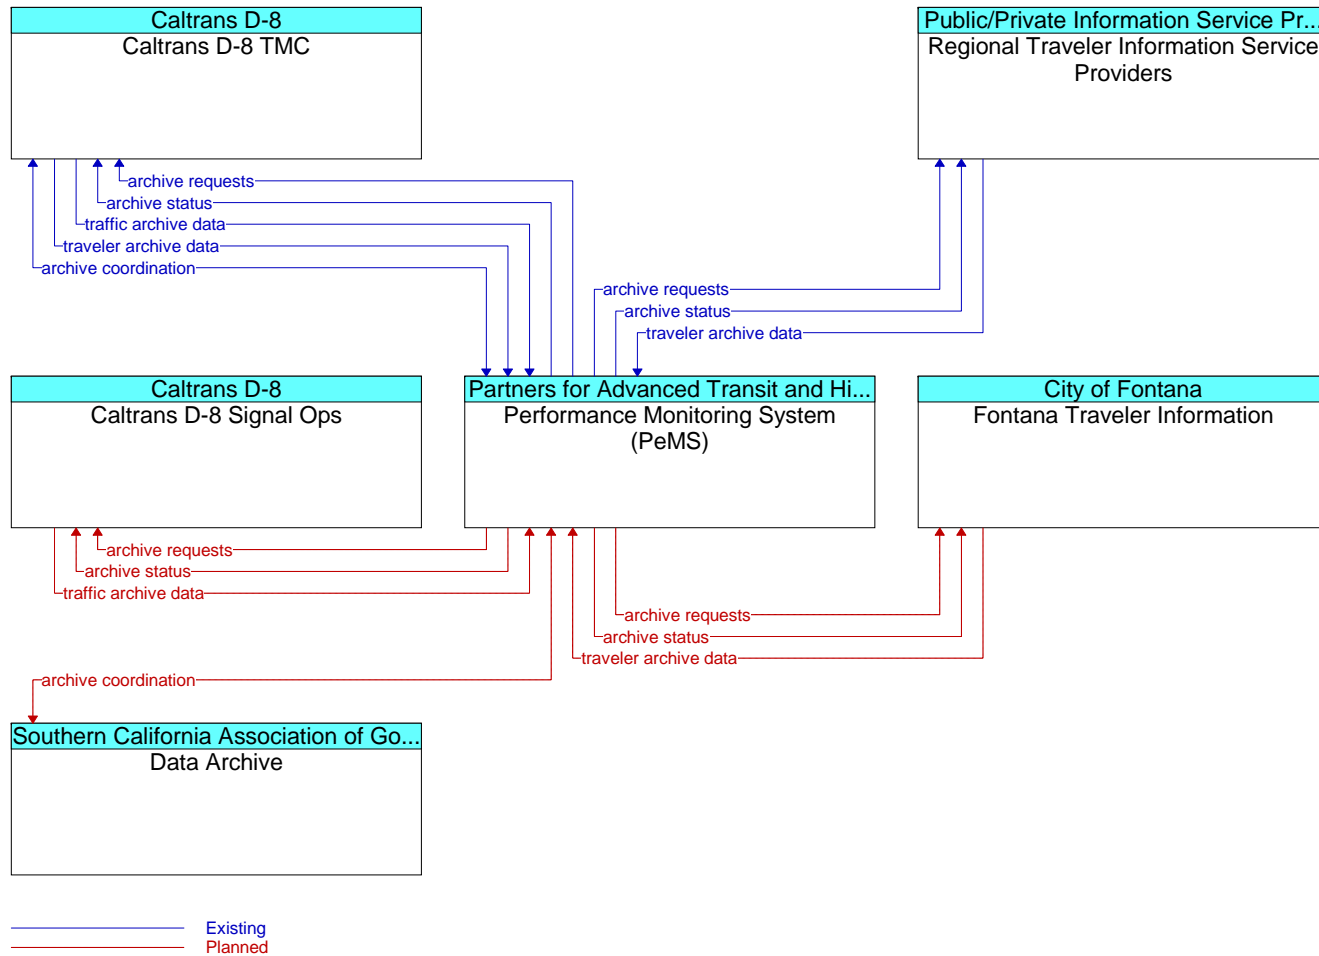 Caltrans D-8
Caltrans D-8 TMC
Public/Private Information Service Pr...
Regional Traveler Information Service
Providers
archive requests
archive status
traffic archive data
traveler archive data
archive coordination
archive requests
archive status
traveler archive data
Caltrans D-8
Caltrans D-8 Signal Ops
Partners for Advanced Transit and Hi...
Performance Monitoring System
(PeMS)
City of Fontana
Fontana Traveler Information
archive requests
archive status
traffic archive data
archive requests
archive status
traveler archive data
archive coordination
Southern California Association of Go...
Data Archive
Existing
Planned